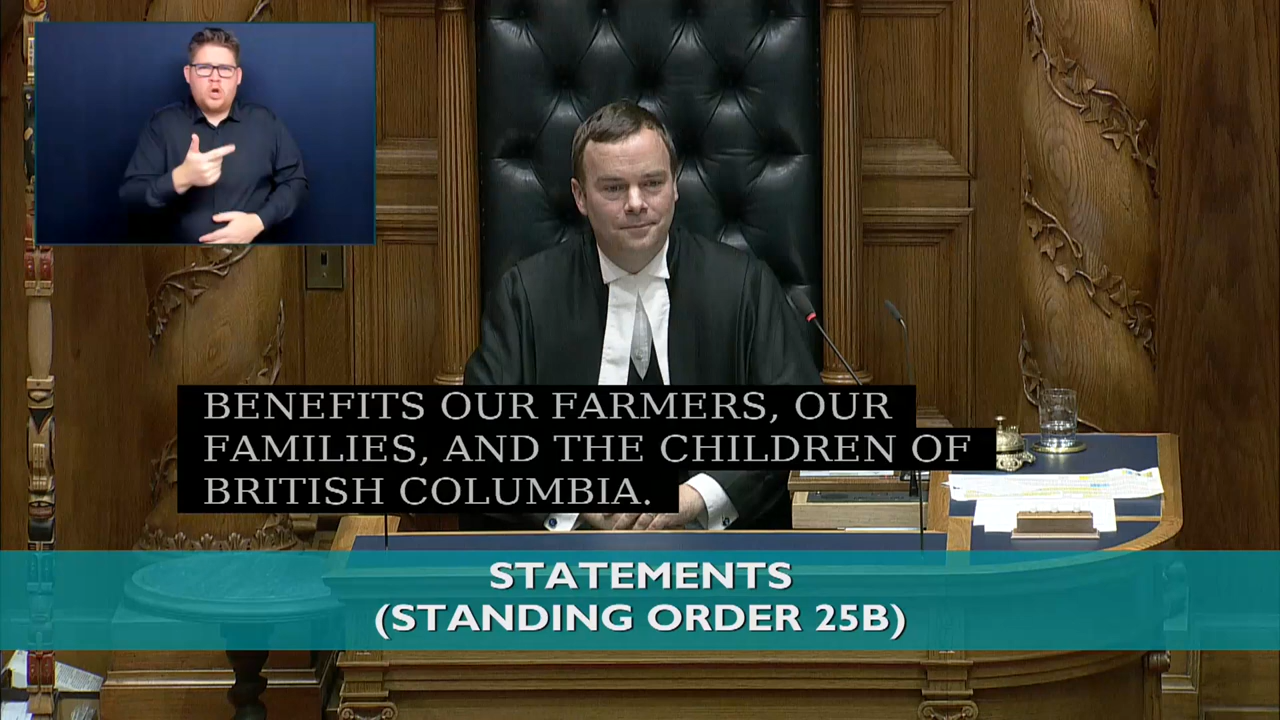 BENEFITS OUR FARMERS, OUR
FAMILIES, AND THE CHILDREN OF
BRITISH COLUMBIA.
STATEMENTS
(STANDING ORDER 25B)